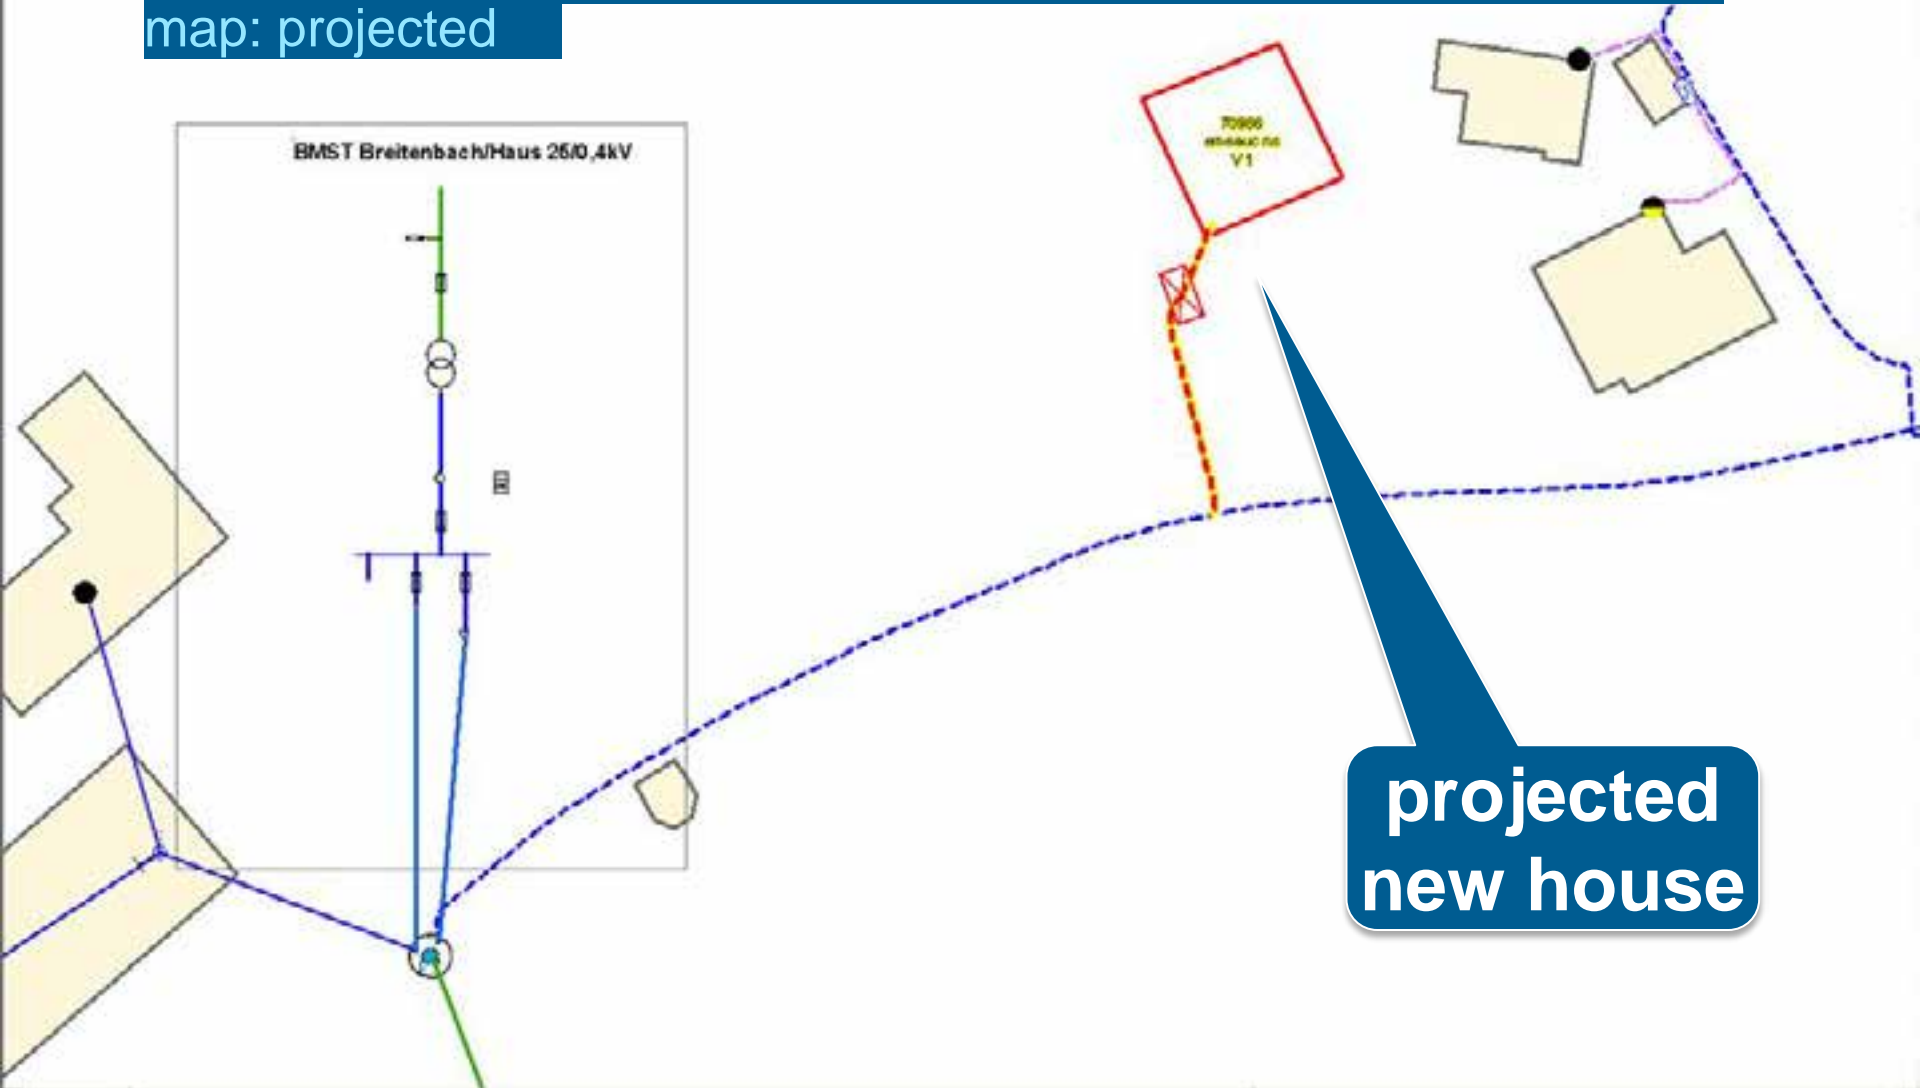 map: projected
BMST Breitenbach/Haus 25/0,4kV
V1
projected
new house